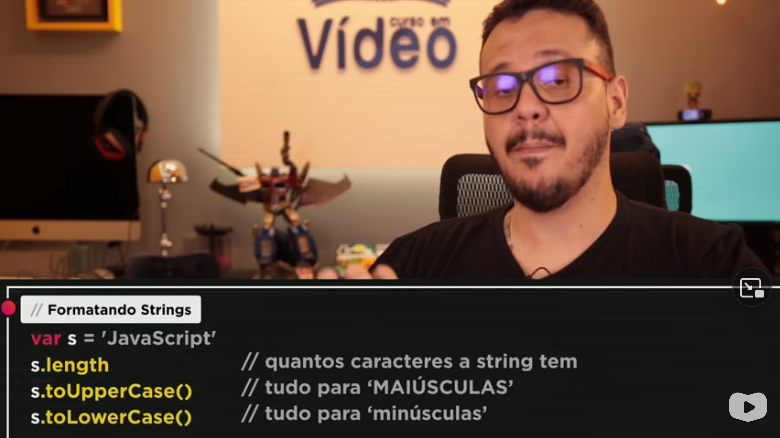 curso em
Vídeo
// Formatando Strings
var s = 'JavaScript'
s.length // quantos caracteres a string tem
s.toUpperCase() // tudo para ‘MAIÚSCULAS’
s.toLowerCase() // tudo para ‘minúsculas’